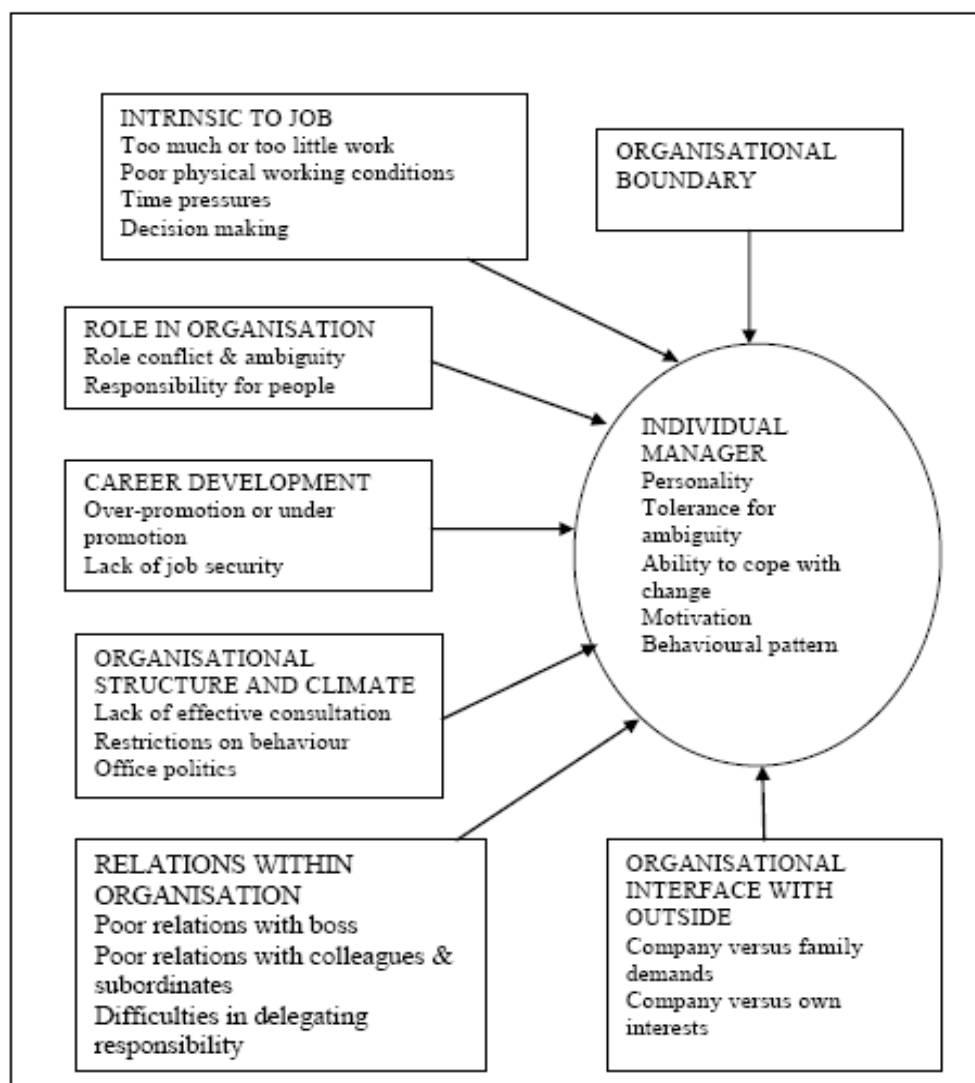 INTRINSIC TO JOB
Too much or too little work
Poor physical working conditions
Time pressures
Decision making
ORGANISATIONAL
BOUNDARY
ROLE IN ORGANISATION
Role conflict & ambiguity
Responsibility for people
INDIVIDUAL
MANAGER
Personality
Tolerance for
ambiguity
Ability to cope with
change
Motivation
Behavioural pattern
CAREER DEVELOPMENT
Over-promotion or under
promotion
Lack of job security
ORGANISATIONAL
STRUCTURE AND CLIMATE
Lack of effective consultation
Restrictions on behaviour
Office politics
RELATIONS WITHIN
ORGANISATION
Poor relations with boss
Poor relations with colleagues &
subordinates
Difficulties in delegating
responsibility
ORGANISATIONAL
INTERFACE WITH
OUTSIDE
Company versus family
demands
Company versus own
interests